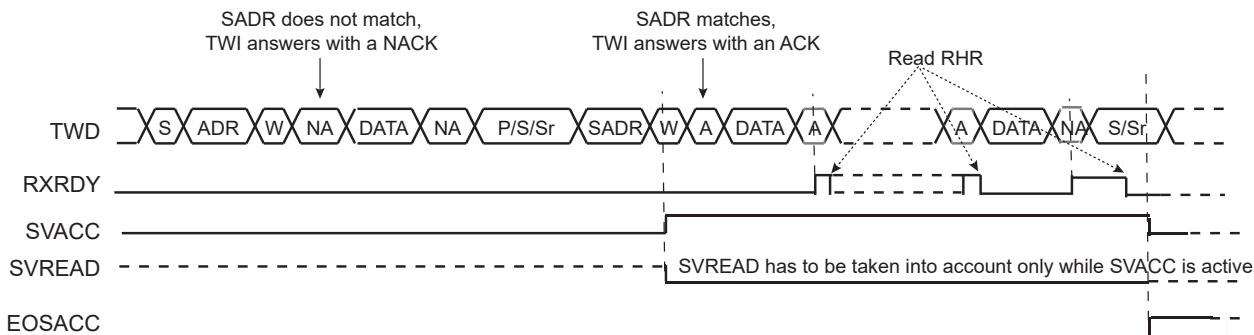 SADR does not match,
TWI answers with a NACK
SADR matches,
TWI answers with an ACK
Read RHR
TWD
S ADR W NA DATA NA P/S/Sr SADR W A DATA A A DATA NA S/Sr
RXRDY
SVACC
SVREAD
SVREAD has to be taken into account only while SVACC is active
EOSACC